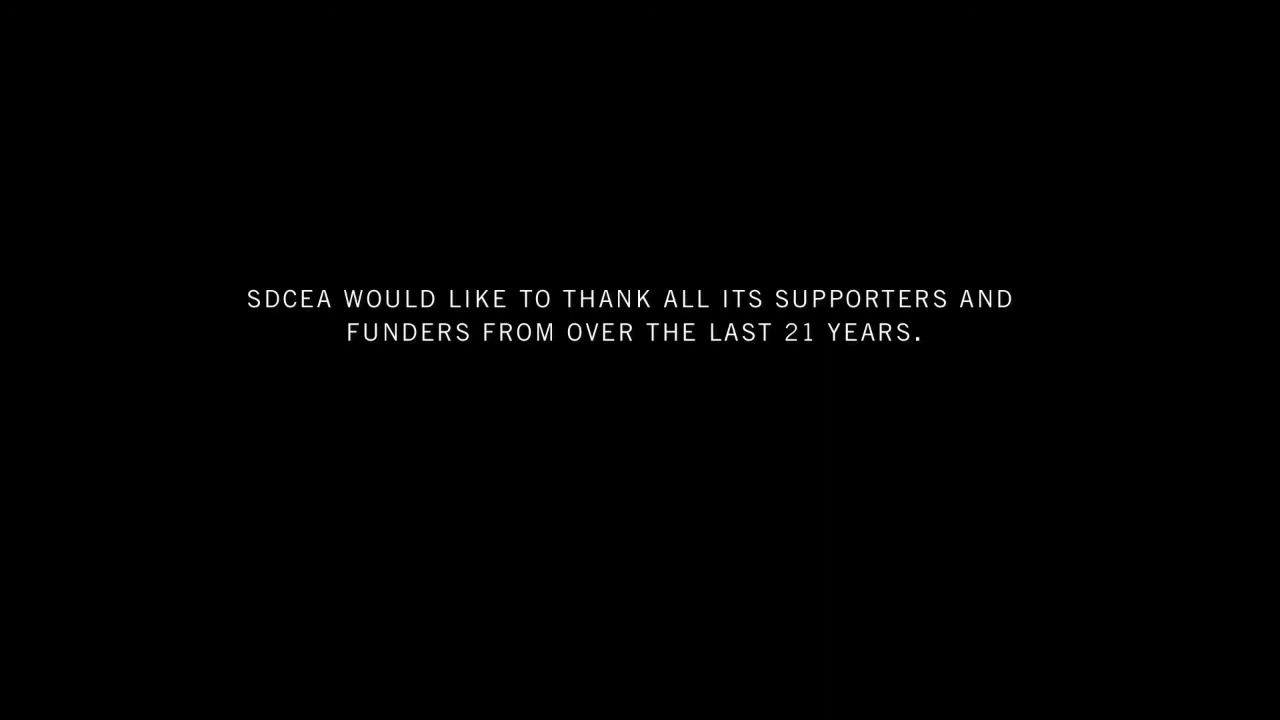 SDCEA WOULD LIKE TO THANK ALL ITS SUPPORTERS AND
FUNDERS FROM OVER THE LAST 21 YEARS.